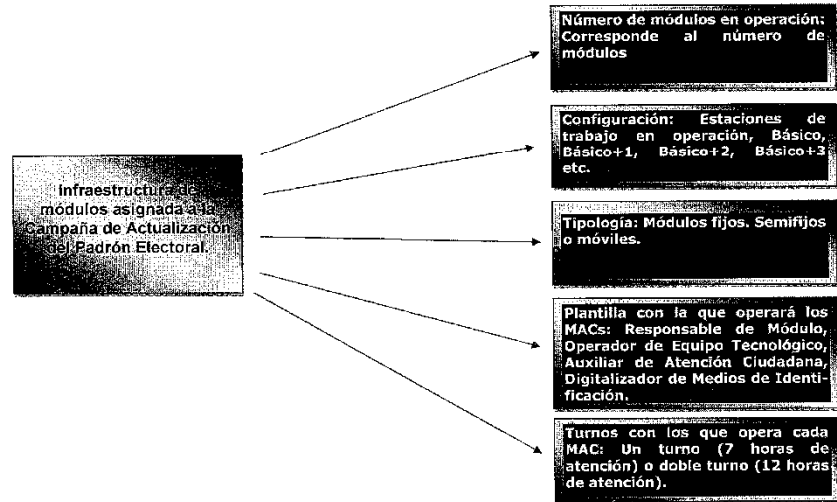 Número de módulos en operación:
Corresponde al número de
módulos
Configuración: Estaciones de
trabajo en operación, Básico,
Básico+1, Básico+2, Básico+3
etc.
Infraestructura de
módulos asignada a la
Campaña de Actualización
del Padrón Electoral.
Tipología: Módulos fijos. Semifijos
o móviles.
Plantilla con la que operará los
MACs: Responsable de Módulo,
Operador de Equipo Tecnológico,
Auxiliar de Atención Ciudadana,
Digitalizador de Medios de Identi-
ficación.
Turnos con los que opera cada
MAC: Un turno (7 horas de
atención) o doble turno (12 horas
de atención).